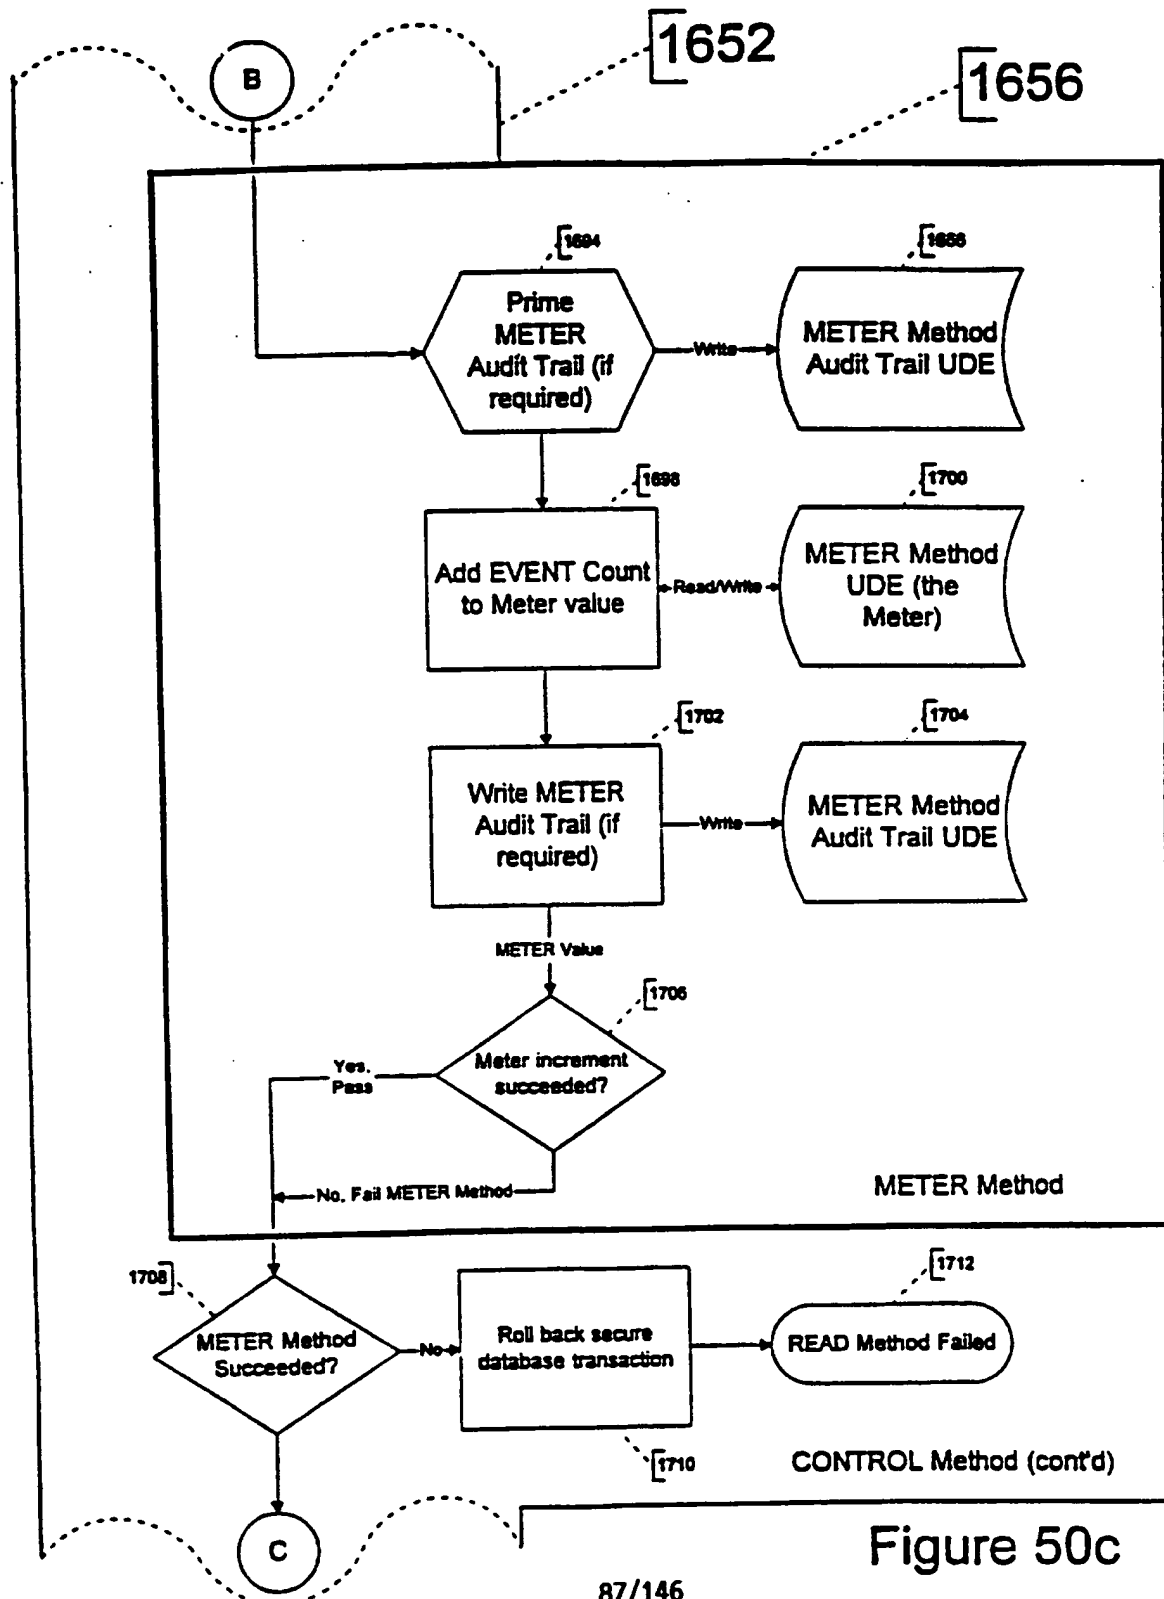 1652
B
1656
1694
Prime
METER
Audit Trail (if
required)
Write
METER Method
Audit Trail UDE
1698
Add EVENT Count
to Meter value
Read/Write
1700
METER Method
UDE (the
Meter)
1702
Write METER
Audit Trail (if
required)
Write
1704
METER Method
Audit Trail UDE
METER Value
1706
Meter increment
succeeded?
Yes,
Pass
No, Fail METER Method
METER Method
1708
METER Method
Succeeded?
No
Roll back secure
database transaction
1710
1712
READ Method Failed
CONTROL Method (cont'd)
C
Figure 50c
87/146